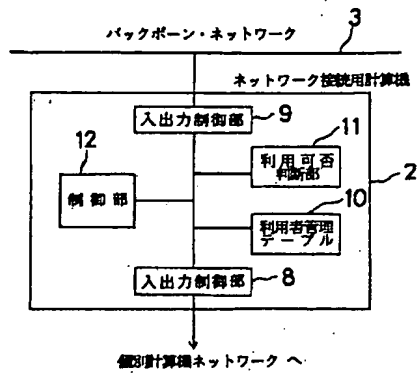 バックボーン・ネットワーク
3
ネットワーク接続用計算機
入出力制御部
9
11
12
利用可否
判断部
2
制御部
10
利用者管理
テーブル
入出力制御部
8
個別計算機ネットワーク へ